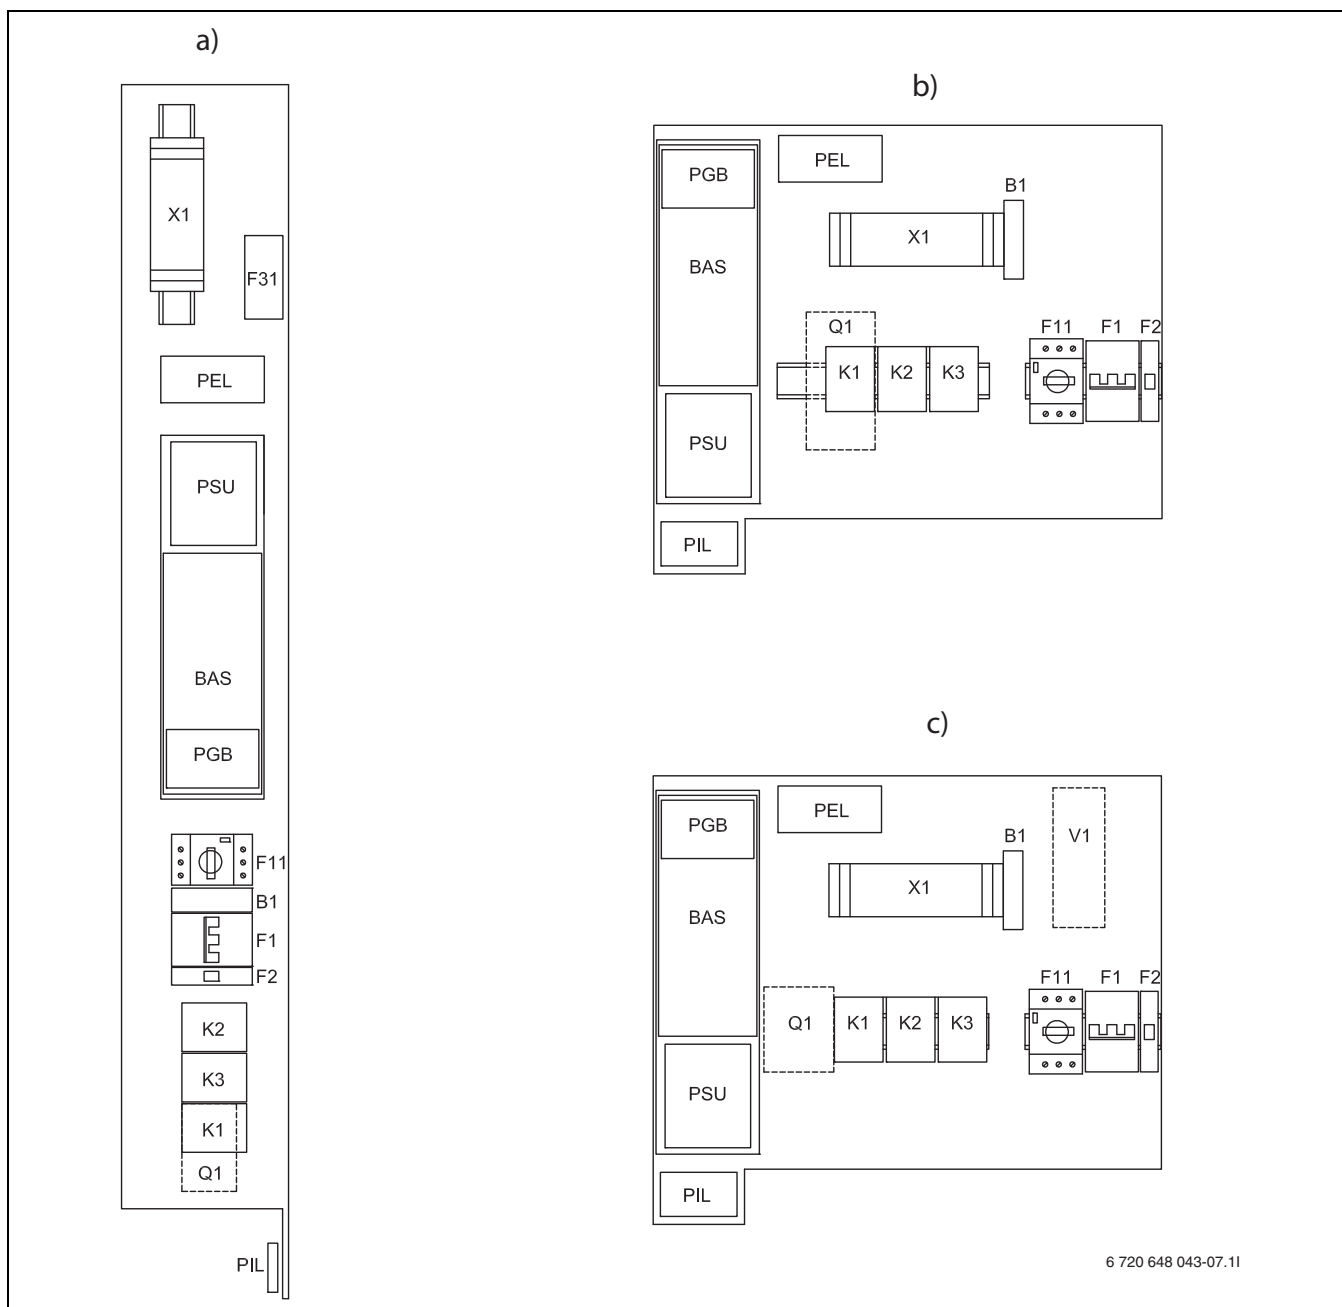 a)
X1
F31
PEL
PSU
BAS
PGB
F11
B1
F1
F2
K2
K3
K1
Q1
PIL
b)
PGB
PEL
B1
X1
BAS
Q1
F11 F1 F2
K1 K2 K3
PSU
PIL
c)
PGB
PEL
B1
V1
X1
BAS
F11 F1 F2
Q1 K1 K2 K3
PSU
PIL
6 720 648 043-07.1I